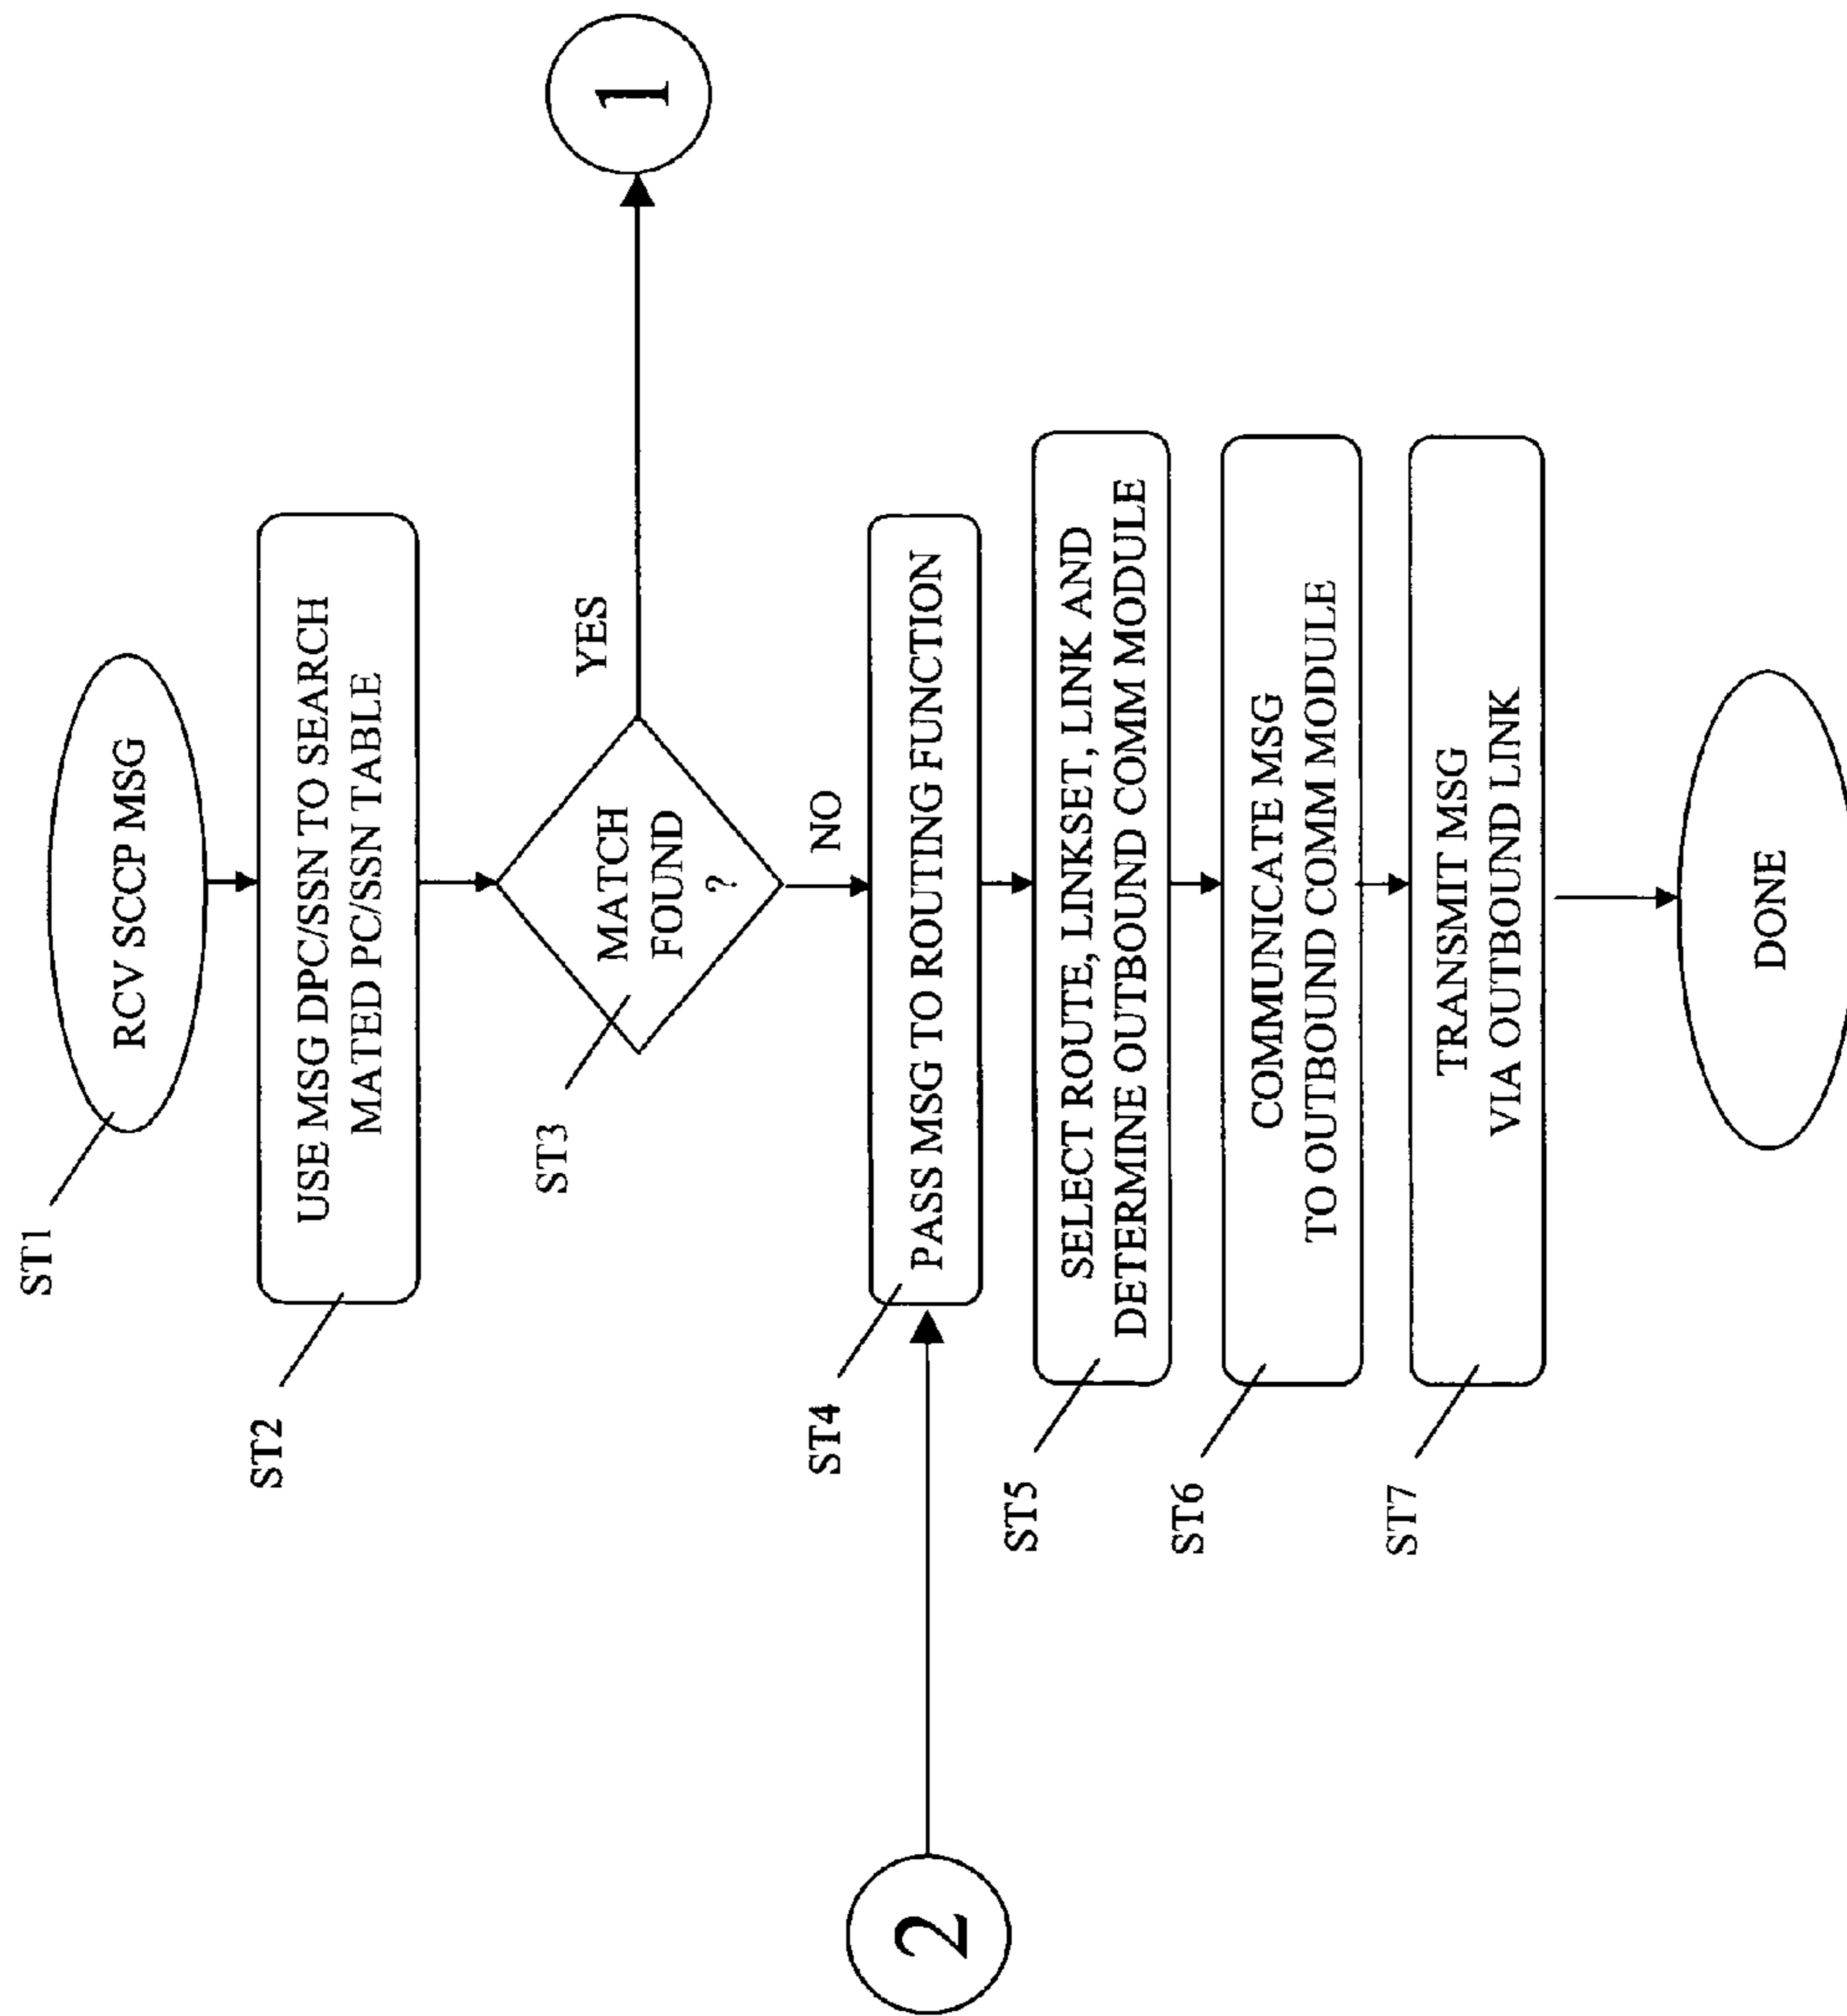 ST1
RCV SCCP MSG
ST2
USE MSG DPC/SSN TO SEARCH
MATED PC/SSN TABLE
ST3
MATCH
FOUND
?
YES
1
NO
2
ST4
PASS MSG TO ROUTING FUNCTION
ST5
SELECT ROUTE, LINKSET, LINK AND
DETERMINE OUTBOUND COMM MODULE
ST6
COMMUNICATE MSG
TO OUTBOUND COMM MODULE
ST7
TRANSMIT MSG
VIA OUTBOUND LINK
DONE